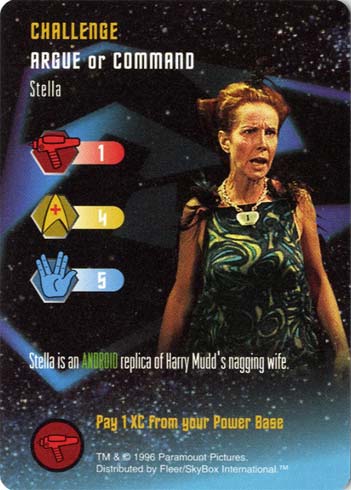 CHALLENGE
ARGUE or COMMAND
Stella
1
4
5
1
Stella is an ANDROID replica of Harry Mudd's nagging wife.
Pay 1 XC from your Power Base
TM & © 1996 Paramount Pictures.
Distributed by Fleer/SkyBox International.™